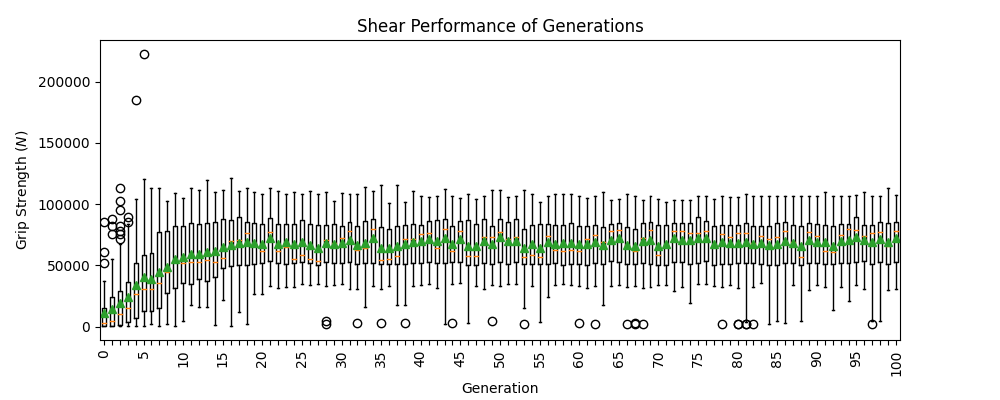 Shear Performance of Generations
Grip Strength (N)
200000
150000
100000
50000
0
0 5 10 15 20 25 30 35 40 45 50 55 60 65 70 75 80 85 90 95 100
Generation